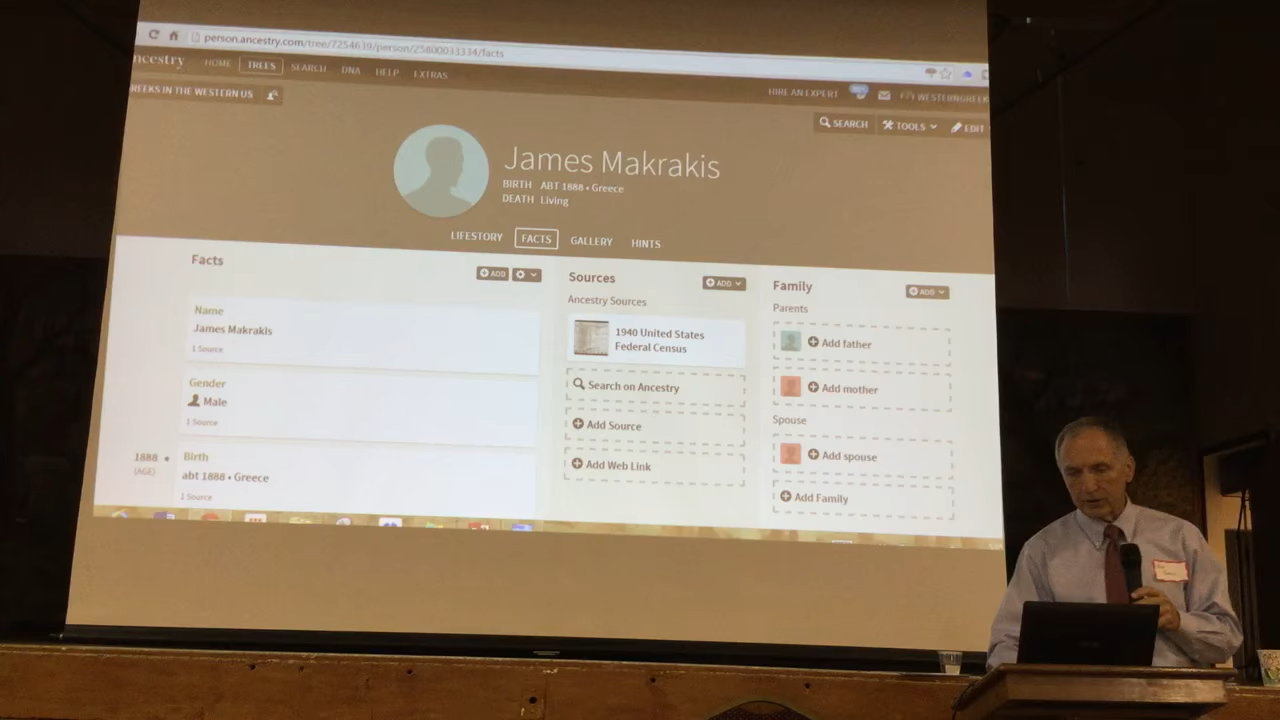 person.ancestry.com/tree/7254639/person/25800033334/facts
ncestry HOME TREES SEARCH DNA HELP EXTRAS
HIRE AN EXPERT WESTERNGREEK
REEKS IN THE WESTERN US
SEARCH TOOLS EDIT
James Makrakis
BIRTH ABT 1888 • Greece
DEATH Living
LIFESTORY FACTS GALLERY HINTS
Facts
ADD
Name
James Makrakis
1 Source
Gender
Male
1 Source
1888
(AGE)
Birth
abt 1888 • Greece
1 Source
Sources
ADD
Ancestry Sources
1940 United States
Federal Census
Search on Ancestry
Add Source
Add Web Link
Family
ADD
Parents
Add father
Add mother
Spouse
Add spouse
Add Family